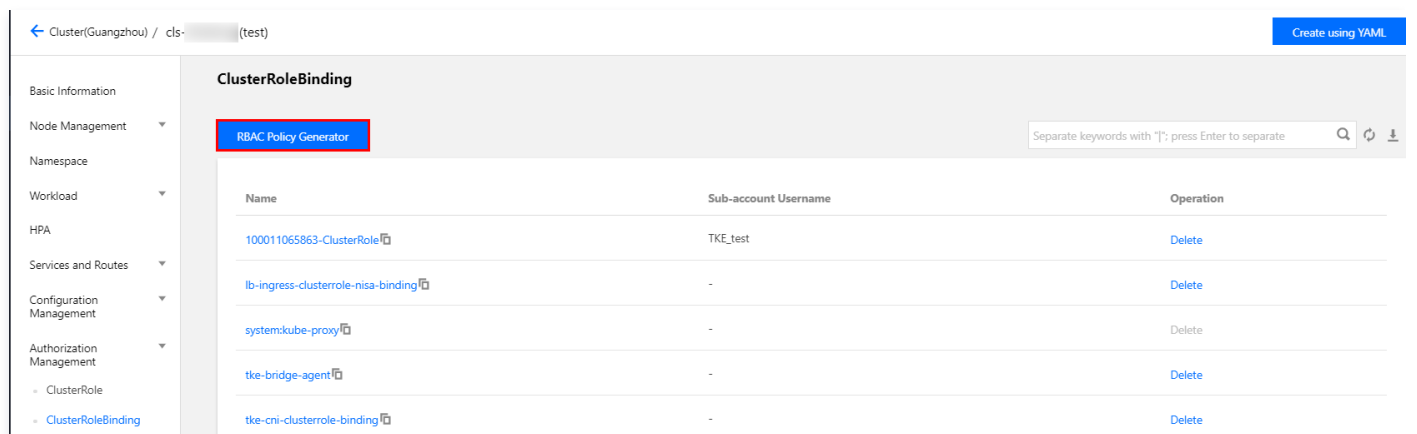 Cluster(Guangzhou) / cls- (test)
Create using YAML
Basic Information
Node Management
Namespace
Workload
HPA
Services and Routes
Configuration
Management
Authorization
Management
ClusterRole
ClusterRoleBinding
ClusterRoleBinding
RBAC Policy Generator
Separate keywords with "|"; press Enter to separate
Name Sub-account Username Operation
100011065863-ClusterRole TKE_test Delete
lb-ingress-clusterrole-nisa-binding - Delete
system:kube-proxy - Delete
tke-bridge-agent - Delete
tke-cni-clusterrole-binding - Delete